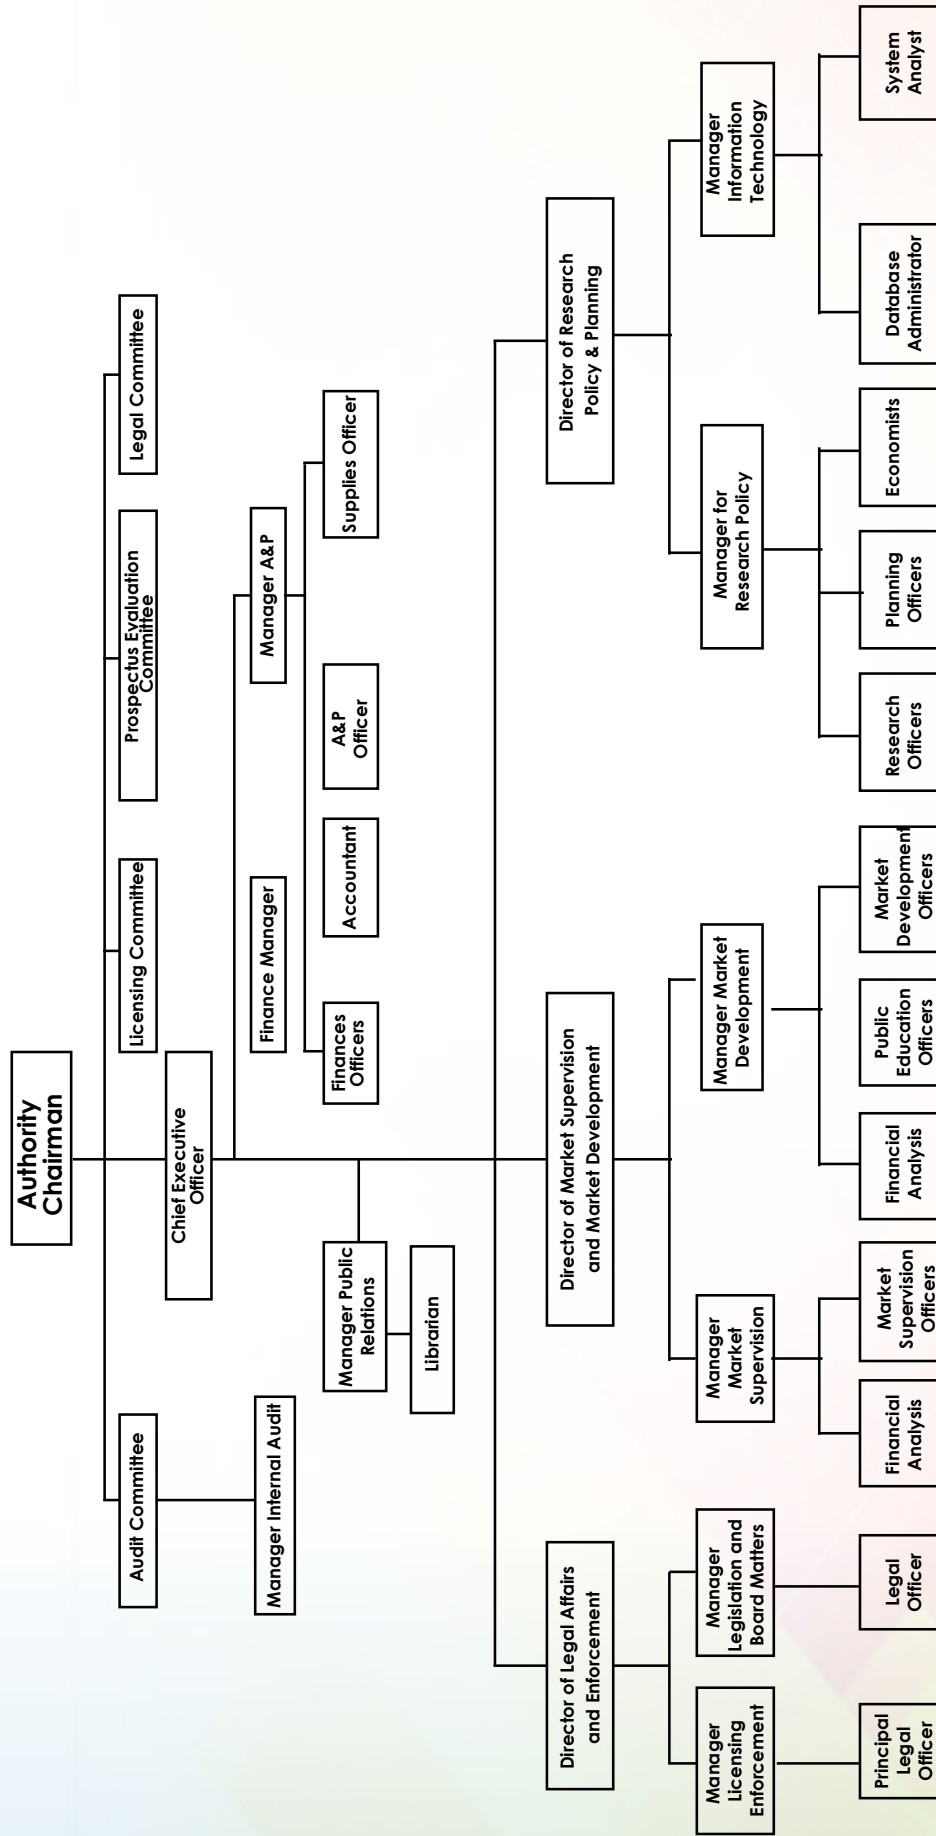 Authority
Chairman
Audit Committee
Licensing Committee
Prospectus Evaluation
Committee
Legal Committee
Chief Executive
Officer
Manager Internal Audit
Finance Manager
Manager A&P
Manager Public
Relations
Finances
Officers
Accountant
A&P
Officer
Supplies Officer
Librarian
Director of Legal Affairs
and Enforcement
Director of Market Supervision
and Market Development
Director of Research
Policy & Planning
Manager
Licensing
Enforcement
Manager
Legislation and
Board Matters
Manager
Market
Supervision
Manager Market
Development
Manager for
Research Policy
Manager
Information
Technology
Principal
Legal
Officer
Legal
Officer
Financial
Analysis
Market
Supervision
Officers
Financial
Analysis
Public
Education
Officers
Market
Development
Officers
Research
Officers
Planning
Officers
Economists
Database
Administrator
System
Analyst